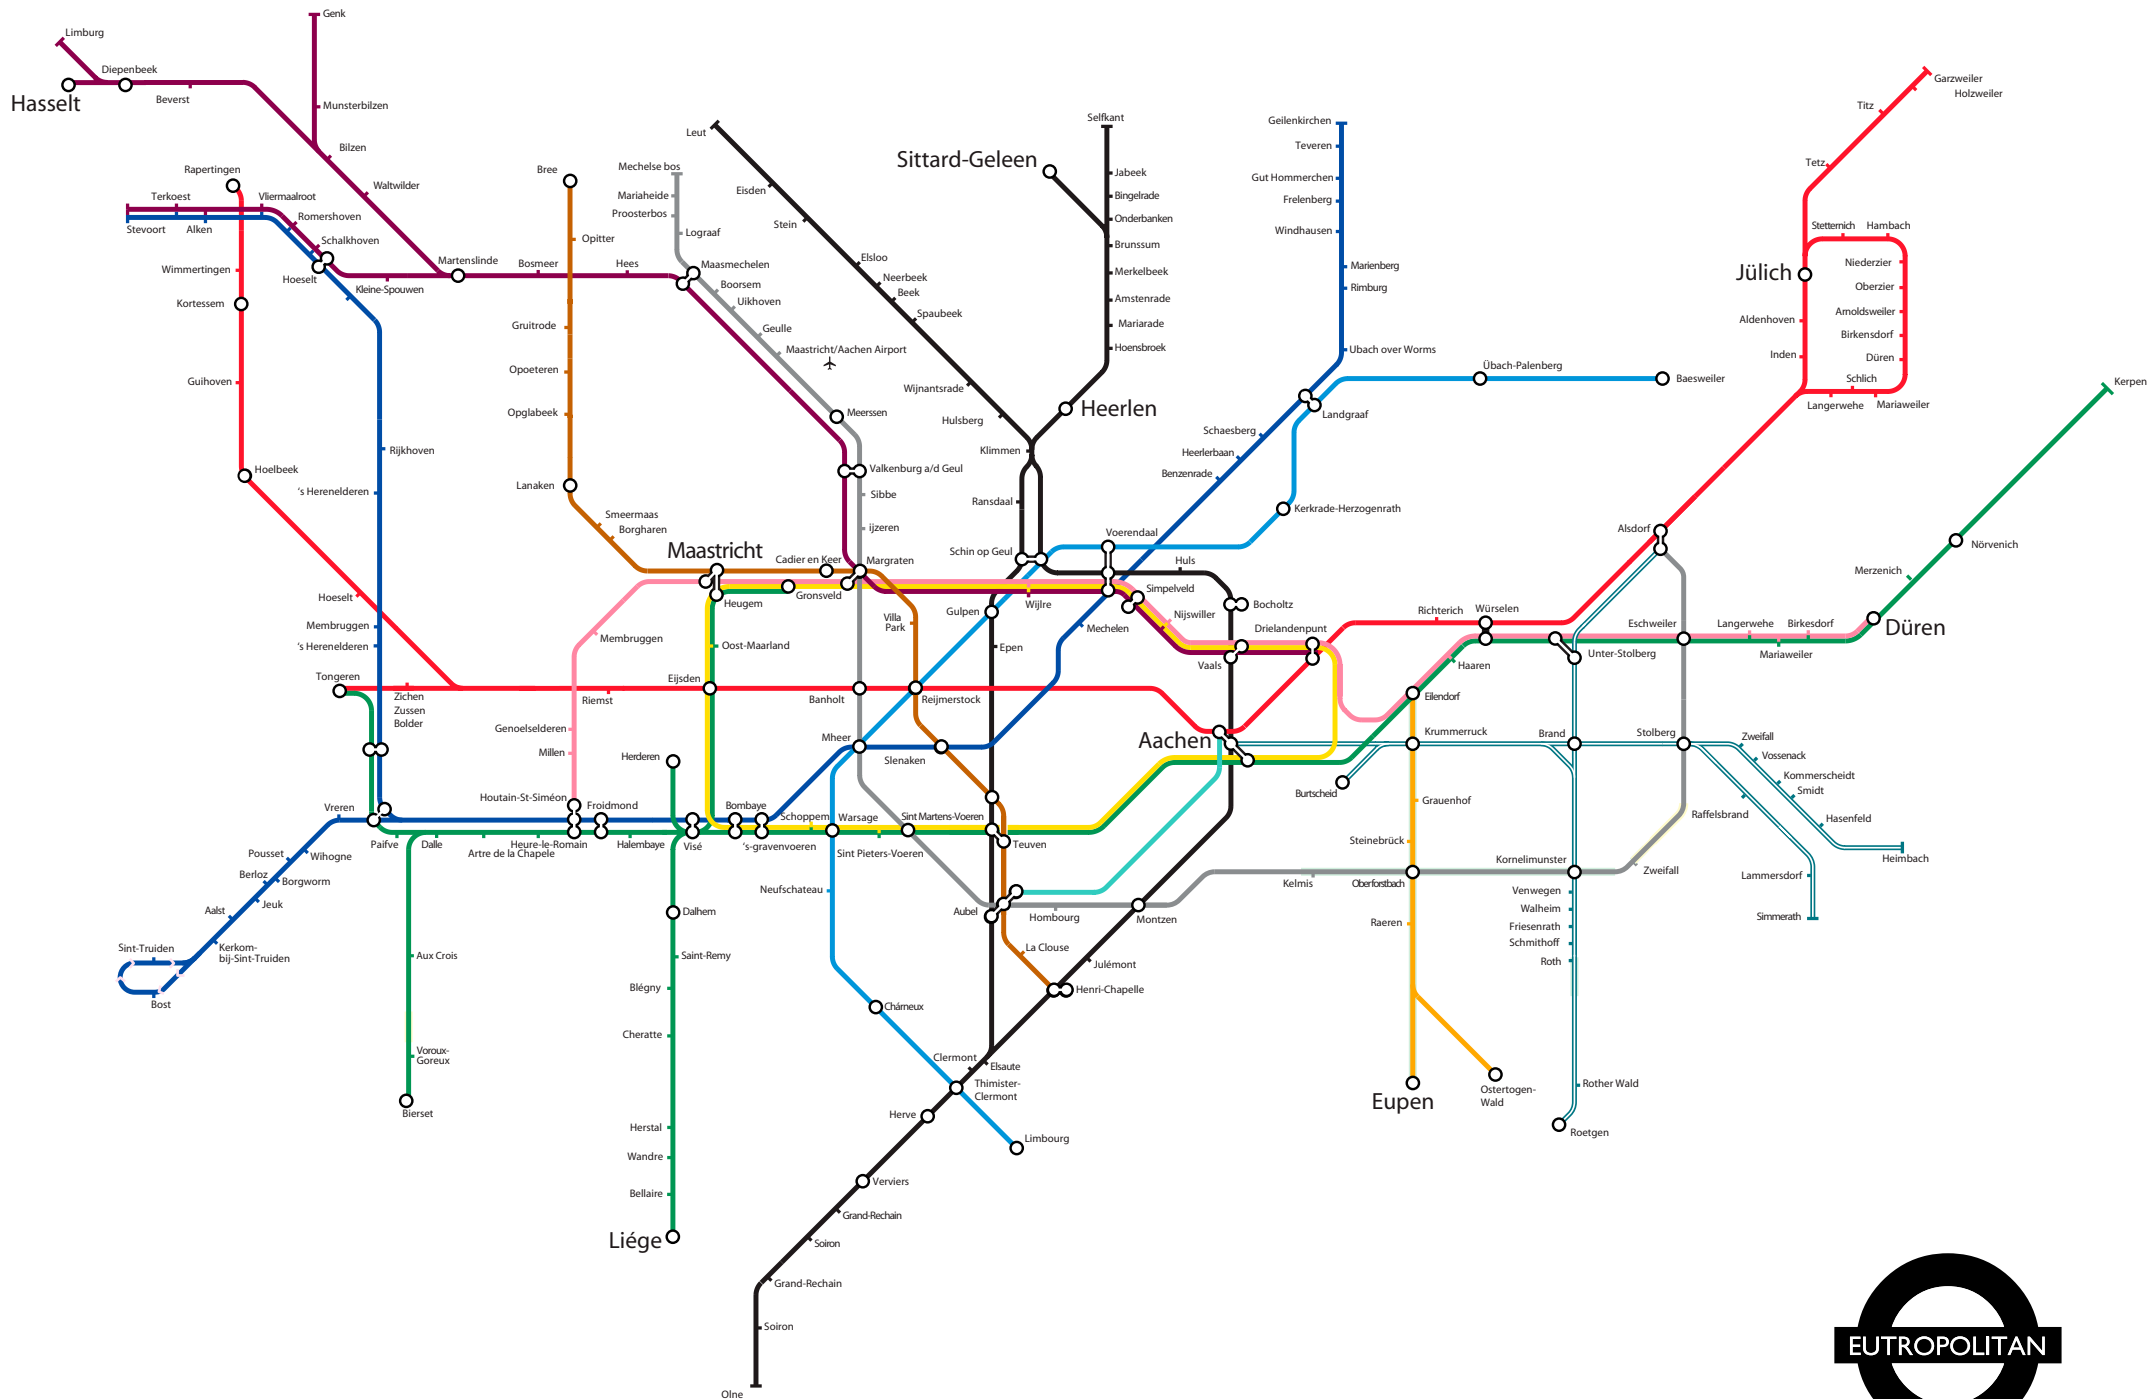 Genk
Limburg
Diepenbeek
Hasselt
Beverst
Munsterbilzen
Bilzen
Waltwilder
Rapertingen
Terkoest
Vliermaalroot
Romershoven
Stevoort
Alken
Schalkhoven
Hoeselt
Kleine-Spouwen
Martenslinde
Bosmeer
Hees
Wimmertingen
Kortessem
Guihoven
Hoelbeek
Rijkhoven
's Herenelderen
Hoeselt
Membruggen
's Herenelderen
Tongeren
Zichen
Zussen
Bolder
Bree
Opitter
Gruitrode
Opoeteren
Opglabeek
Lanaken
Smeermaas
Borgharen
Maastricht
Mechelse bos
Mariaheide
Proosterbos
Lograaf
Maasmechelen
Boorsem
Uikhoven
Geulle
Maastricht/Aachen Airport
Meerssen
Valkenburg a/d Geul
Sibbe
ijzeren
Cadier en Keer
Margraten
Gronsveld
Heugem
Oost-Maarland
Membruggen
Eijsden
Riemst
Genoelselderen
Millen
Herderen
Houtain-St-Siméon
Froidmond
Leut
Eisden
Stein
Elsloo
Neerbeek
Beek
Spaubeek
Wijnantsrade
Hulsberg
Klimmen
Ransdaal
Schin op Geul
Sittard-Geleen
Selfkant
Jabeek
Bingelrade
Onderbanken
Brunssum
Merkelbeek
Amstenrade
Mariarade
Hoensbroek
Heerlen
Geilenkirchen
Teveren
Gut Hommerchen
Frelenberg
Windhausen
Marienberg
Rimburg
Ubach over Worms
Übach-Palenberg
Baesweiler
Landgraaf
Schaesberg
Heerlerbaan
Benzenrade
Kerkrade-Herzogenrath
Voerendaal
Huls
Simpelveld
Bocholtz
Wijlre
Nijswiller
Drielandenpunt
Mechelen
Vaals
Gulpen
Villa
Park
Epen
Banholt
Reijmerstock
Mheer
Slenaken
Aachen
Garzweiler
Holzweiler
Titz
Tetz
Stetternich
Hambach
Jülich
Niederzier
Oberzier
Aldenhoven
Arnoldsweiler
Birkensdorf
Inden
Düren
Schlich
Langerwehe
Mariaweiler
Kerpen
Alsdorf
Nörvenich
Merzenich
Düren
Richterich
Würselen
Eschweiler
Langerwehe
Birkesdorf
Mariaweiler
Haaren
Unter-Stolberg
Eilendorf
Krummerruck
Brand
Stolberg
Zweifall
Vossenack
Kommerscheidt
Smidt
Hasenfeld
Heimbach
Raffelsbrand
Lammersdorf
Simmerath
Burtscheid
Grauenhof
Steinebrück
Kornelimunster
Zweifall
Kelmis
Oberforstbach
Venwegen
Walheim
Raeren
Friesenrath
Schmithoff
Roth
Rother Wald
Roetgen
Ostertogen-
Wald
Eupen
Vreren
Paifve
Dalle
Artre de la Chapele
Heure-le-Romain
Halembaye
Visé
Bombaye
's-gravenvoeren
Schoppem
Warsage
Sint Pieters-Voeren
Sint Martens-Voeren
Teuven
Pousset
Wihogne
Berloz
Borgworm
Jeuk
Aalst
Kerkom-
bij-Sint-Truiden
Sint-Truiden
Bost
Aux Crois
Voroux-
Goreux
Bierset
Dalhem
Saint-Remy
Blégny
Cheratte
Herstal
Wandre
Bellaire
Liége
Neufschateau
Aubel
Hombourg
Montzen
La Clouse
Julémont
Henri-Chapelle
Chárneux
Clermont
Elsaute
Thimister-
Clermont
Herve
Limbourg
Verviers
Grand-Rechain
Soiron
Grand-Rechain
Soiron
Olne
EUTROPOLITAN